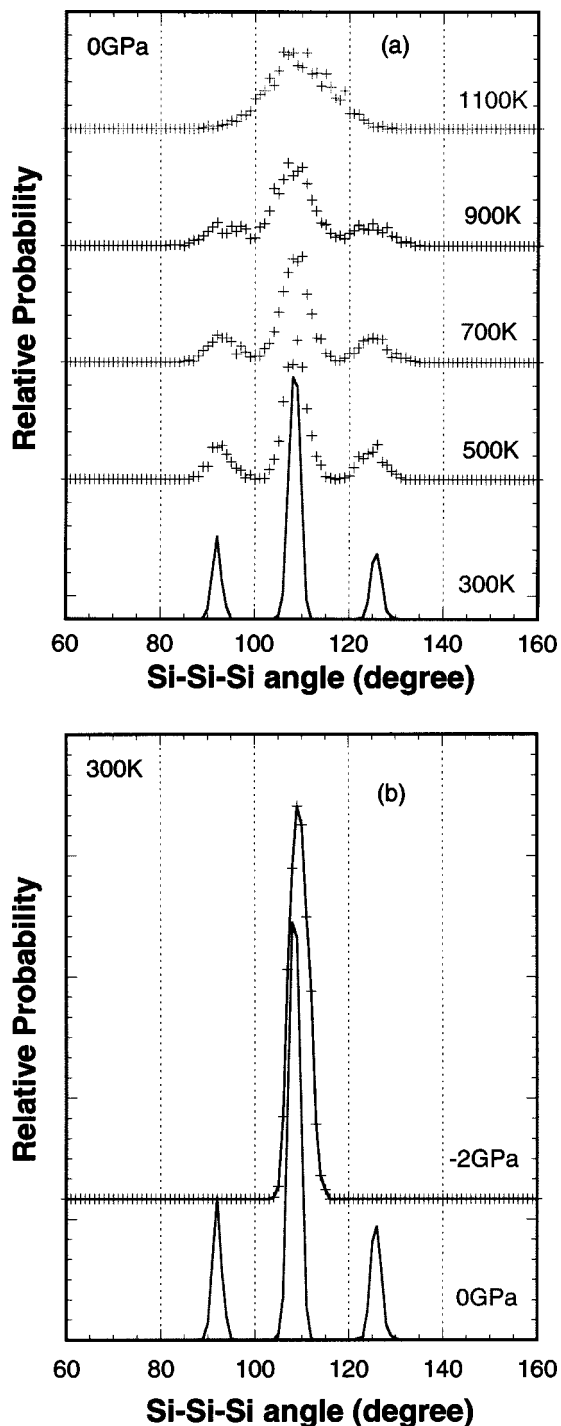 0GPa
(a)
1100K
900K
700K
500K
300K
Relative Probability
60 80 100 120 140 160
Si-Si-Si angle (degree)
300K
(b)
-2GPa
0GPa
Relative Probability
60 80 100 120 140 160
Si-Si-Si angle (degree)